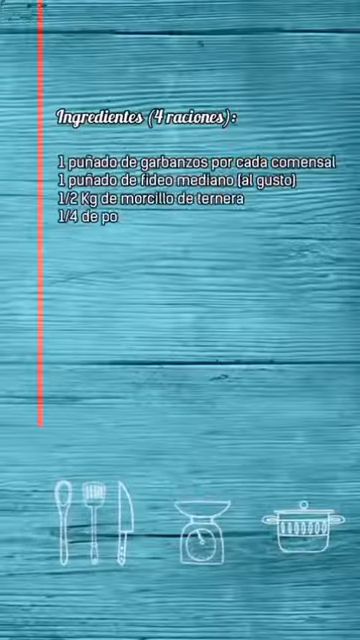 Ingredientes (4 raciones):
1 puñado de garbanzos por cada comensal
1 puñado de fideo mediano (al gusto)
1/2 Kg de morcillo de ternera
1/4 de po